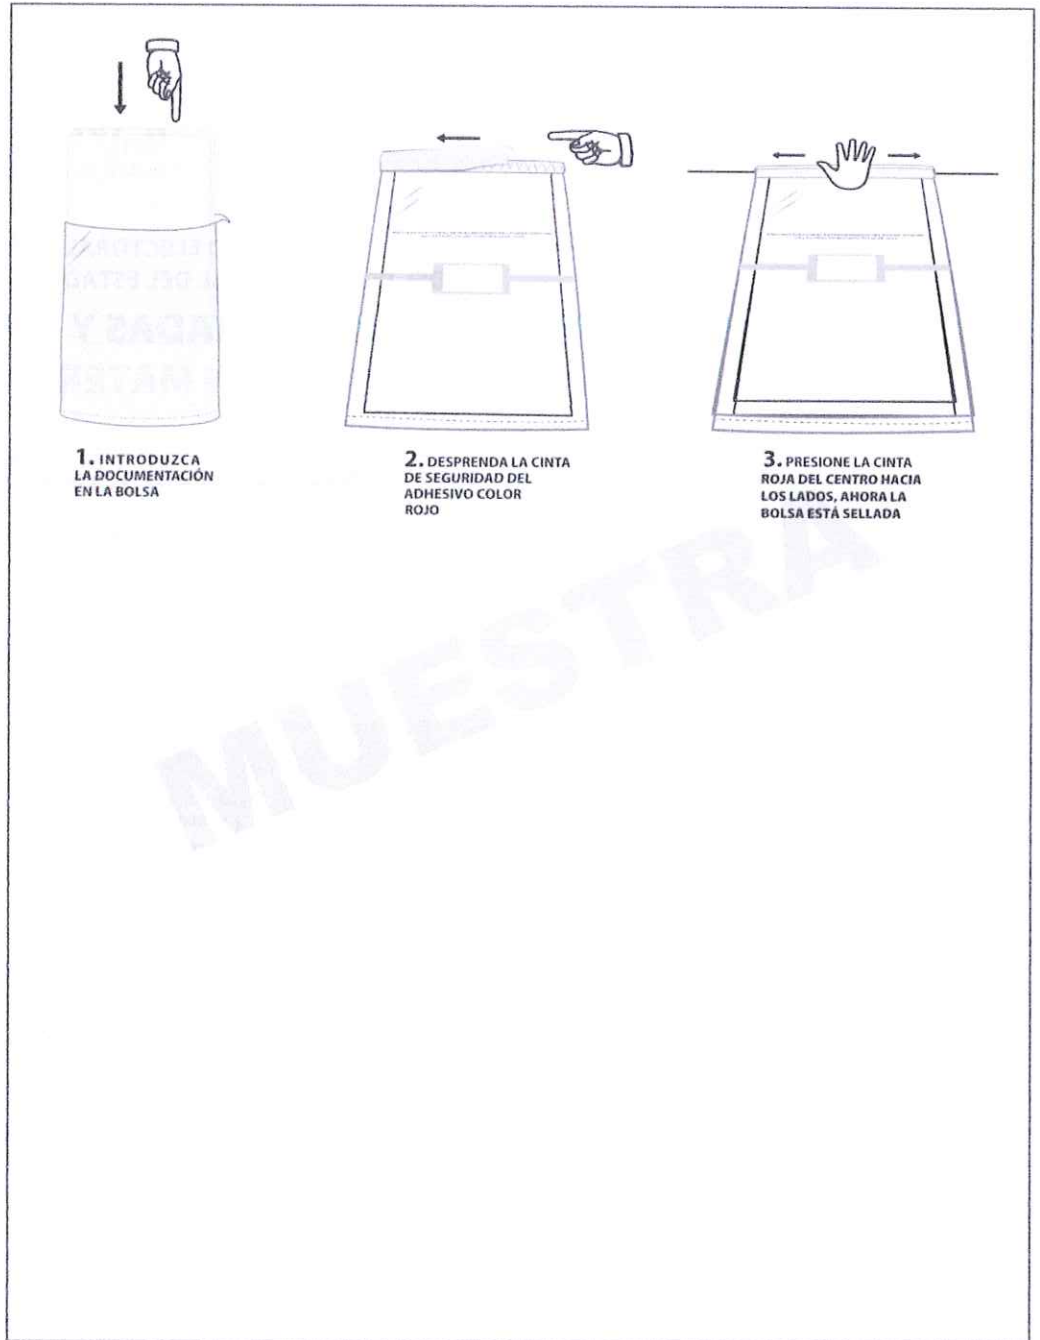 1. INTRODUZCA
LA DOCUMENTACIÓN
EN LA BOLSA
2. DESPRENDA LA CINTA
DE SEGURIDAD DEL
ADHESIVO COLOR
ROJO
3. PRESIONE LA CINTA
ROJA DEL CENTRO HACIA
LOS LADOS, AHORA LA
BOLSA ESTÁ SELLADA
MUESTRA